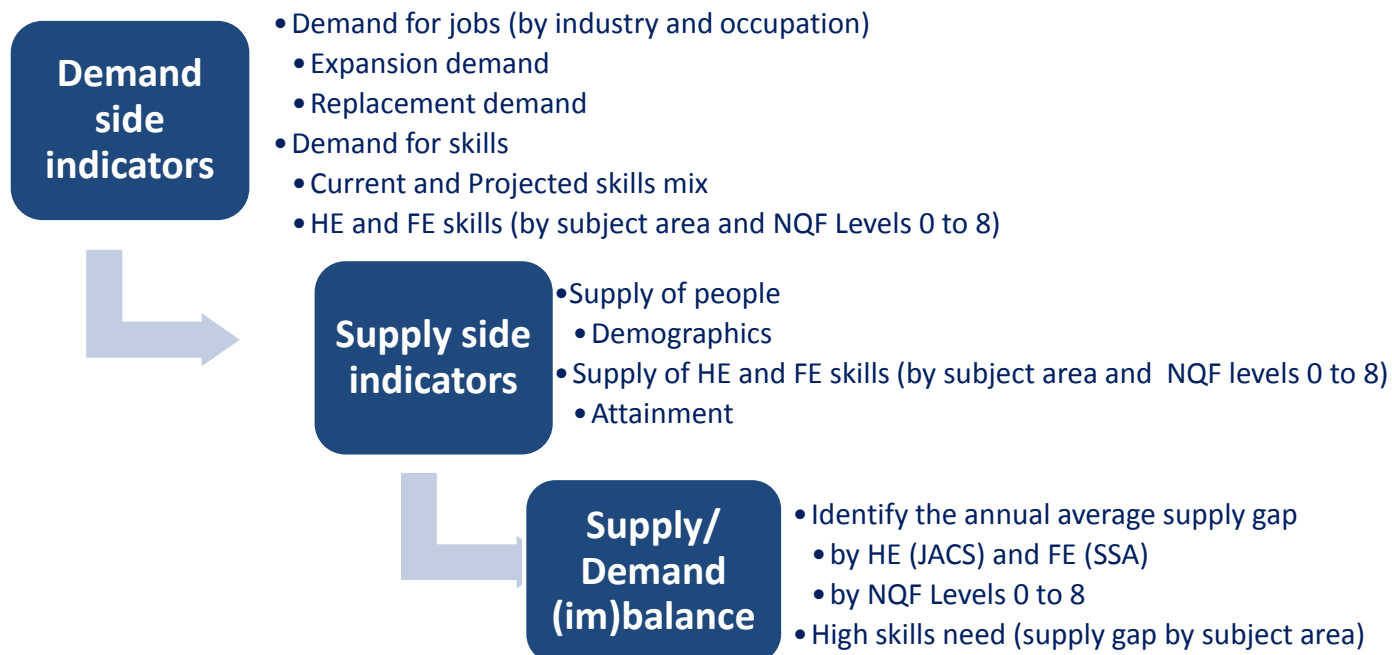 Demand
side
indicators
•Demand for jobs (by industry and occupation)
•Expansion demand
•Replacement demand
•Demand for skills
•Current and Projected skills mix
•HE and FE skills (by subject area and NQF Levels 0 to 8)
Supply side
indicators
•Supply of people
•Demographics
•Supply of HE and FE skills (by subject area and NQF levels 0 to 8)
•Attainment
Supply/
Demand
(im)balance
•Identify the annual average supply gap
•by HE (JACS) and FE (SSA)
•by NQF Levels 0 to 8
•High skills need (supply gap by subject area)